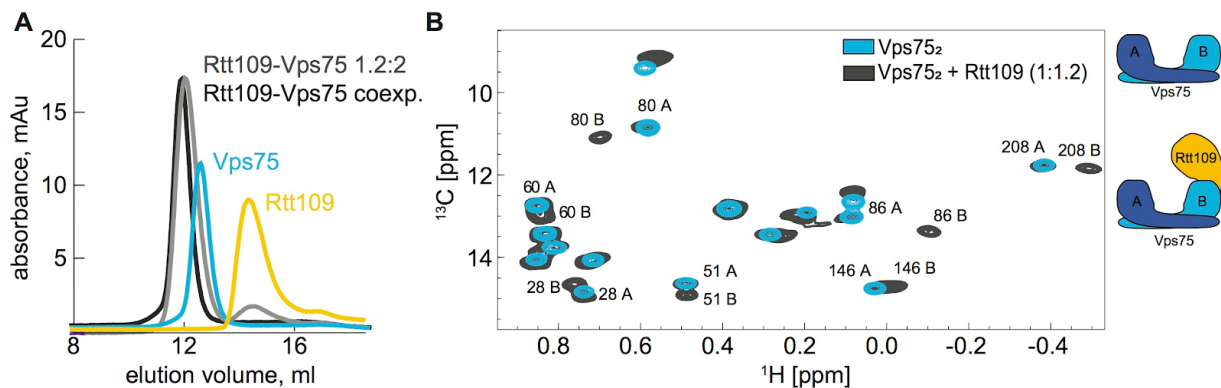 A
20
15
10
5
absorbance, mAu
Rtt109-Vps75 1.2:2
Rtt109-Vps75 coexp.
Vps75
Rtt109
8
12
16
elution volume, ml
B
Vps75₂
Vps75₂ + Rtt109 (1:1.2)
10
12
14
¹³C [ppm]
80 A
80 B
208 A
208 B
60 A
60 B
86 A
86 B
28 B
28 A
51 A
51 B
146 A
146 B
0.8
0.6
0.4
0.2
0.0
-0.2
-0.4
¹H [ppm]
A
B
Vps75
Rtt109
A
B
Vps75